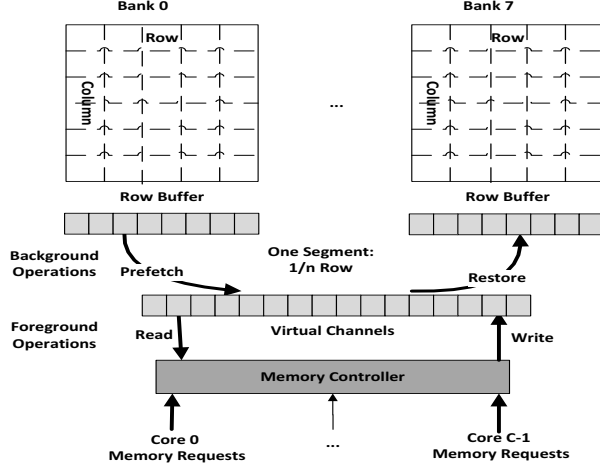 Bank 0
Bank 7
Row
Row
Column
Column
...
Row Buffer
Row Buffer
Background
Operations
Prefetch
One Segment:
1/n Row
Restore
Foreground
Operations
Read
Virtual Channels
Write
Memory Controller
Core 0
Memory Requests
...
Core C-1
Memory Requests